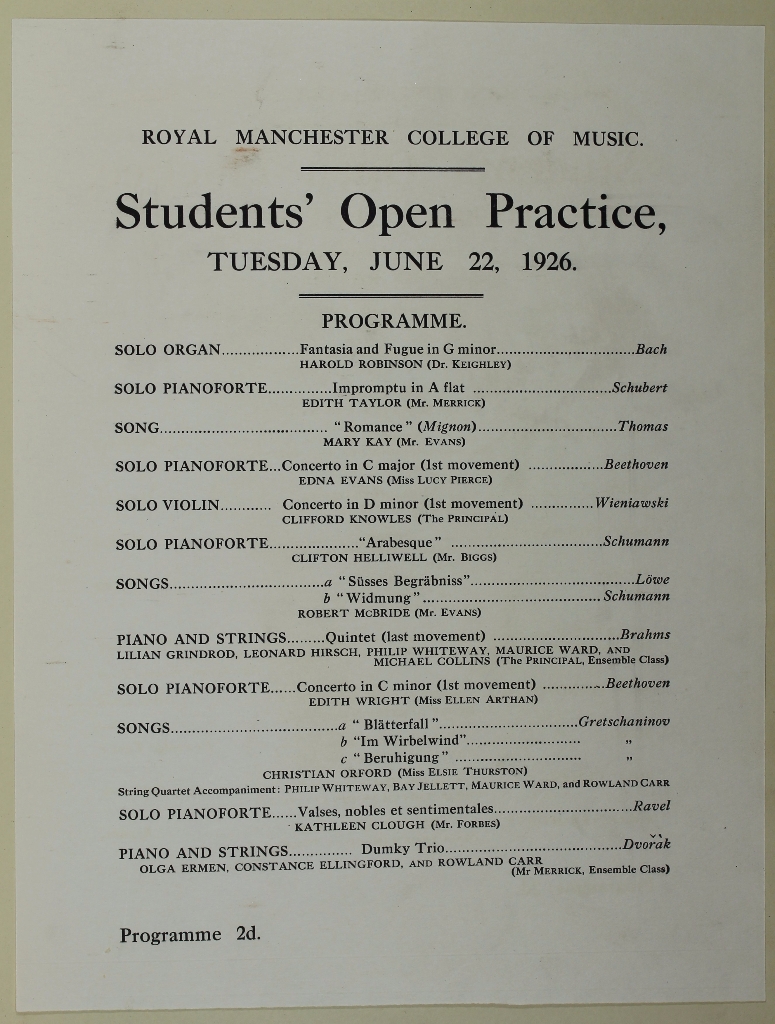 ROYAL MANCHESTER COLLEGE OF MUSIC.
Students' Open Practice,
TUESDAY, JUNE 22, 1926.
PROGRAMME.
SOLO ORGAN..................Fantasia and Fugue in G minor................................Bach
HAROLD ROBINSON (Dr. KEIGHLEY)
SOLO PIANOFORTE..............Impromptu in A flat ................................Schubert
EDITH TAYLOR (Mr. MERRICK)
SONG....................................... "Romance" (Mignon)................................Thomas
MARY KAY (Mr. EVANS)
SOLO PIANOFORTE...Concerto in C major (1st movement) .................Beethoven
EDNA EVANS (Miss LUCY PIERCE)
SOLO VIOLIN............ Concerto in D minor (1st movement) ..............Wieniawski
CLIFFORD KNOWLES (The PRINCIPAL)
SOLO PIANOFORTE...................."Arabesque" ...................................Schumann
CLIFTON HELLIWELL (Mr. BIGGS)
SONGS...................................a "Süsses Begräbniss"......................................Löwe
b "Widmung"......................................... Schumann
ROBERT McBRIDE (Mr. EVANS)
PIANO AND STRINGS.........Quintet (last movement) .............................Brahms
LILIAN GRINDROD, LEONARD HIRSCH, PHILIP WHITEWAY, MAURICE WARD, AND
MICHAEL COLLINS (The PRINCIPAL, Ensemble Class)
SOLO PIANOFORTE......Concerto in C minor (1st movement) ..............Beethoven
EDITH WRIGHT (Miss ELLEN ARTHAN)
SONGS.......................................a "Blätterfall"................................Gretschaninov
b "Im Wirbelwind".......................... „
c "Beruhigung" ............................. „
CHRISTIAN ORFORD (Miss ELSIE THURSTON)
String Quartet Accompaniment: PHILIP WHITEWAY, BAY JELLETT, MAURICE WARD, and ROWLAND CARR
SOLO PIANOFORTE......Valses, nobles et sentimentales................................Ravel
KATHLEEN CLOUGH (Mr. FORBES)
PIANO AND STRINGS.............. Dumky Trio.........................................Dvořák
OLGA ERMEN, CONSTANCE ELLINGFORD, AND ROWLAND CARR
(Mr MERRICK, Ensemble Class)
Programme 2d.